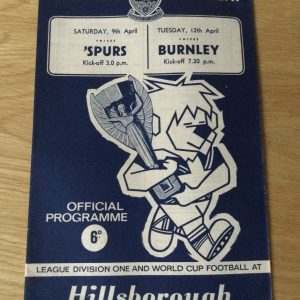 SATURDAY, 9th April
versus
'SPURS
Kick-off 3.0 p.m.
TUESDAY, 12th April
versus
BURNLEY
Kick-off 7.30 p.m.
OFFICIAL
PROGRAMME
6D
LEAGUE DIVISION ONE AND WORLD CUP FOOTBALL AT
Hillsborough